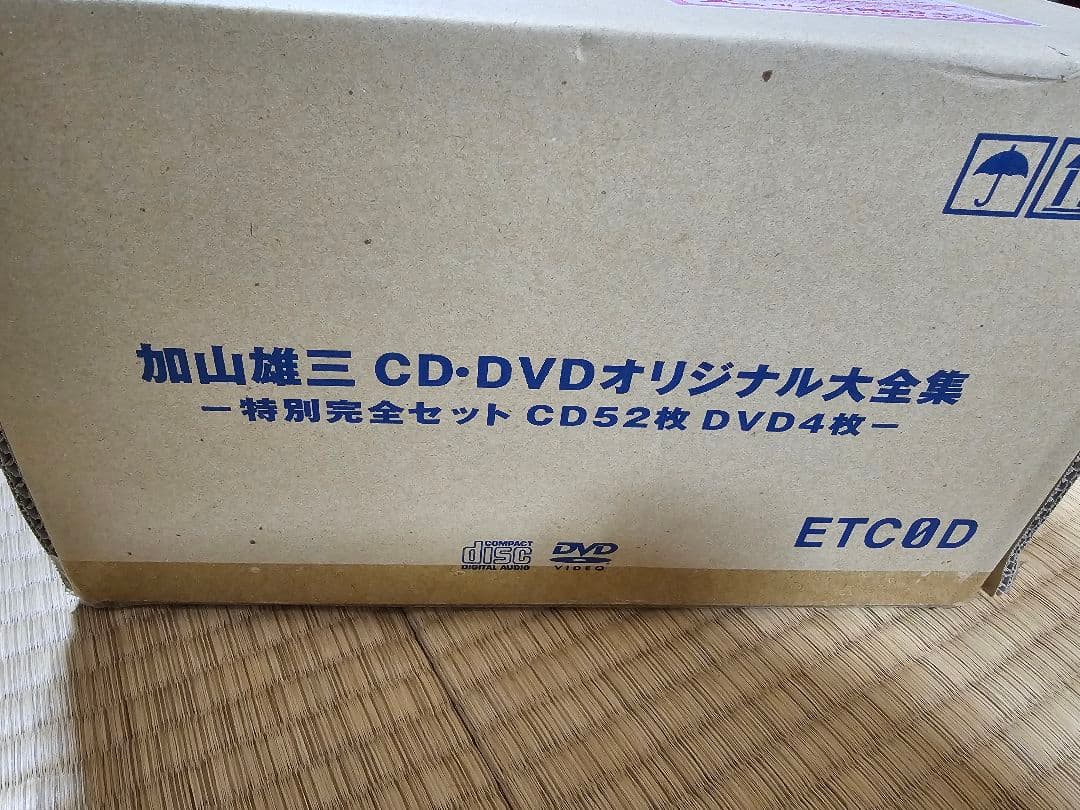 加山雄三 CD・DVDオリジナル大全集
－特別完全セット CD52枚 DVD4枚－
ETC0D
COMPACT
disc
DIGITAL AUDIO
DVD
VIDEO